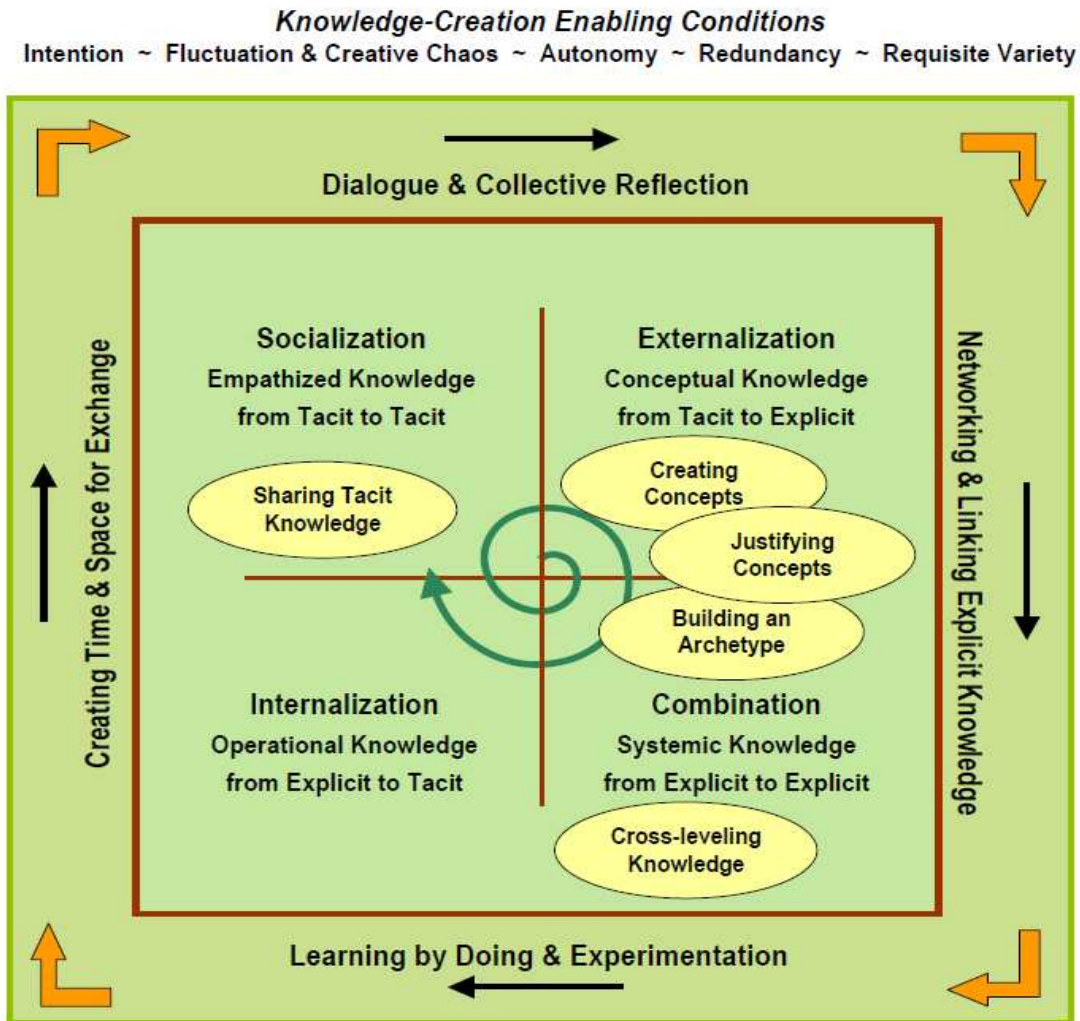 Knowledge-Creation Enabling Conditions
Intention ~ Fluctuation & Creative Chaos ~ Autonomy ~ Redundancy ~ Requisite Variety
Dialogue & Collective Reflection
Creating Time & Space for Exchange
Socialization
Empathized Knowledge
from Tacit to Tacit
Sharing Tacit
Knowledge
Externalization
Conceptual Knowledge
from Tacit to Explicit
Creating
Concepts
Justifying
Concepts
Building an
Archetype
Networking & Linking Explicit Knowledge
Internalization
Operational Knowledge
from Explicit to Tacit
Combination
Systemic Knowledge
from Explicit to Explicit
Cross-leveling
Knowledge
Learning by Doing & Experimentation